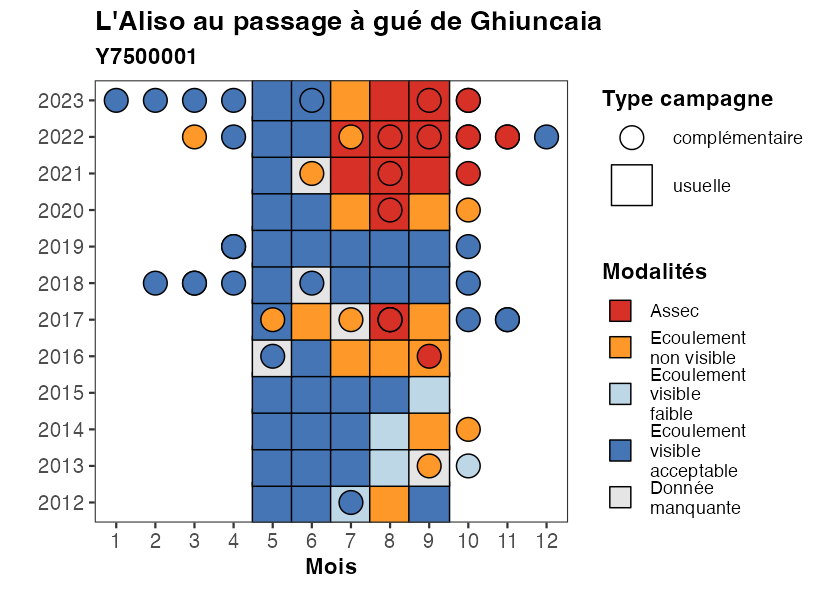 L'Aliso au passage à gué de Ghiuncaia
Y7500001
2023
2022
2021
2020
2019
2018
2017
2016
2015
2014
2013
2012
1 2 3 4 5 6 7 8 9 10 11 12
Mois
Type campagne
complémentaire
usuelle
Modalités
Assec
Ecoulement
non visible
Ecoulement
visible
faible
Ecoulement
visible
acceptable
Donnée
manquante